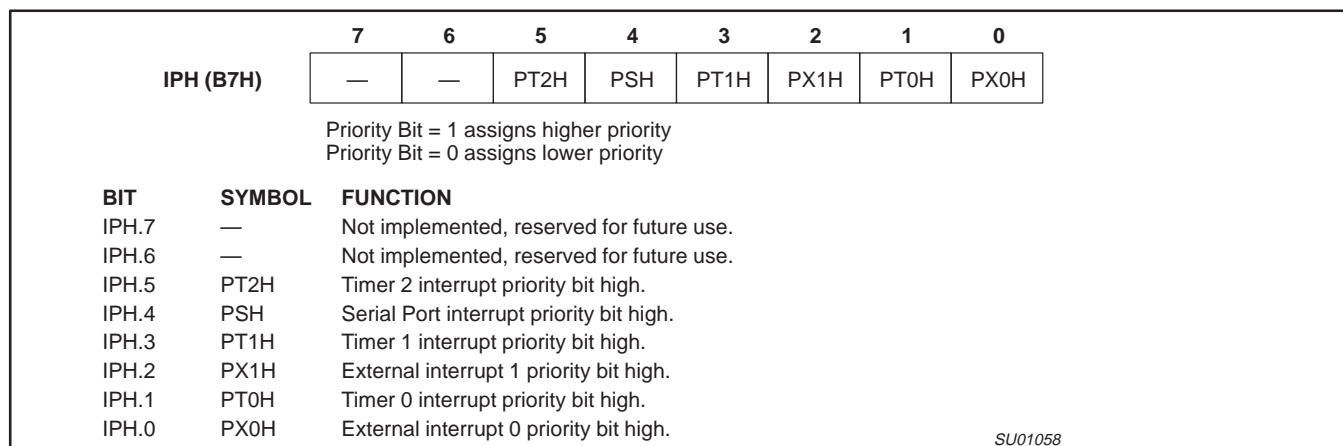 7 6 5 4 3 2 1 0
IPH (B7H) — — PT2H PSH PT1H PX1H PT0H PX0H
Priority Bit = 1 assigns higher priority
Priority Bit = 0 assigns lower priority
BIT SYMBOL FUNCTION
IPH.7 — Not implemented, reserved for future use.
IPH.6 — Not implemented, reserved for future use.
IPH.5 PT2H Timer 2 interrupt priority bit high.
IPH.4 PSH Serial Port interrupt priority bit high.
IPH.3 PT1H Timer 1 interrupt priority bit high.
IPH.2 PX1H External interrupt 1 priority bit high.
IPH.1 PT0H Timer 0 interrupt priority bit high.
IPH.0 PX0H External interrupt 0 priority bit high.
SU01058